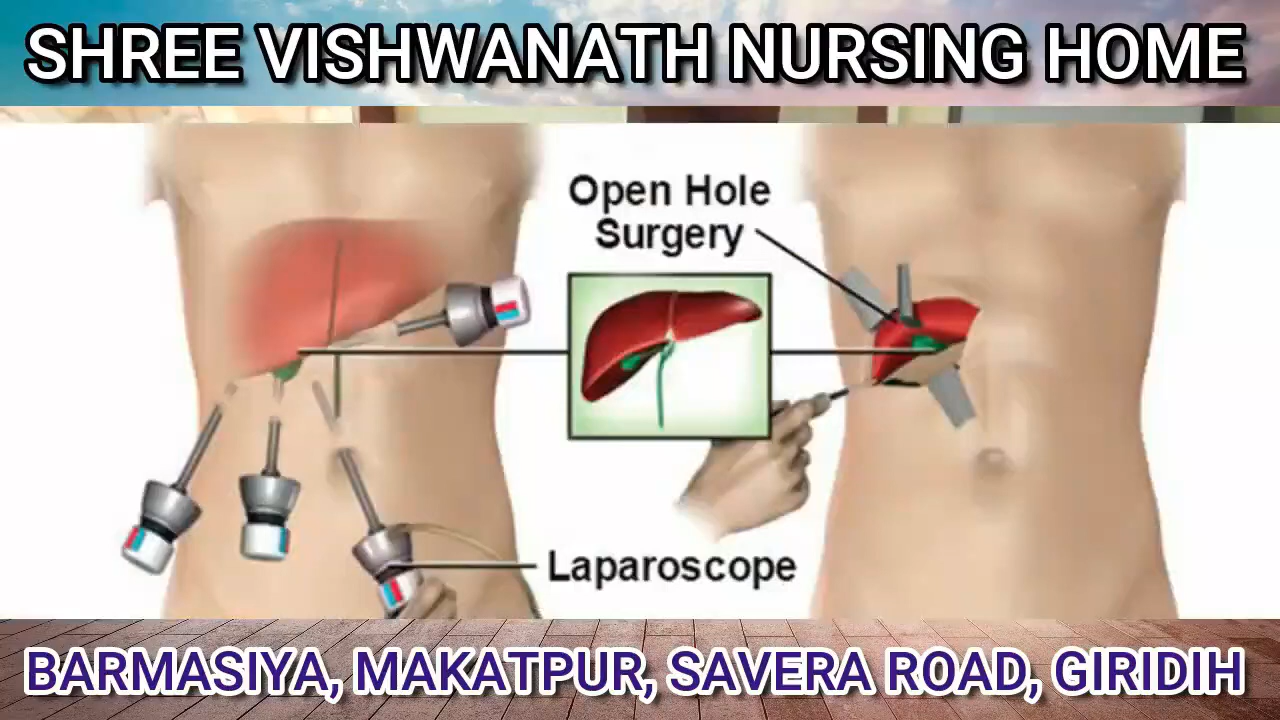 SHREE VISHWANATH NURSING HOME
Open Hole
Surgery
Laparoscope
BARMASIYA, MAKATPUR, SAVERA ROAD, GIRIDIH